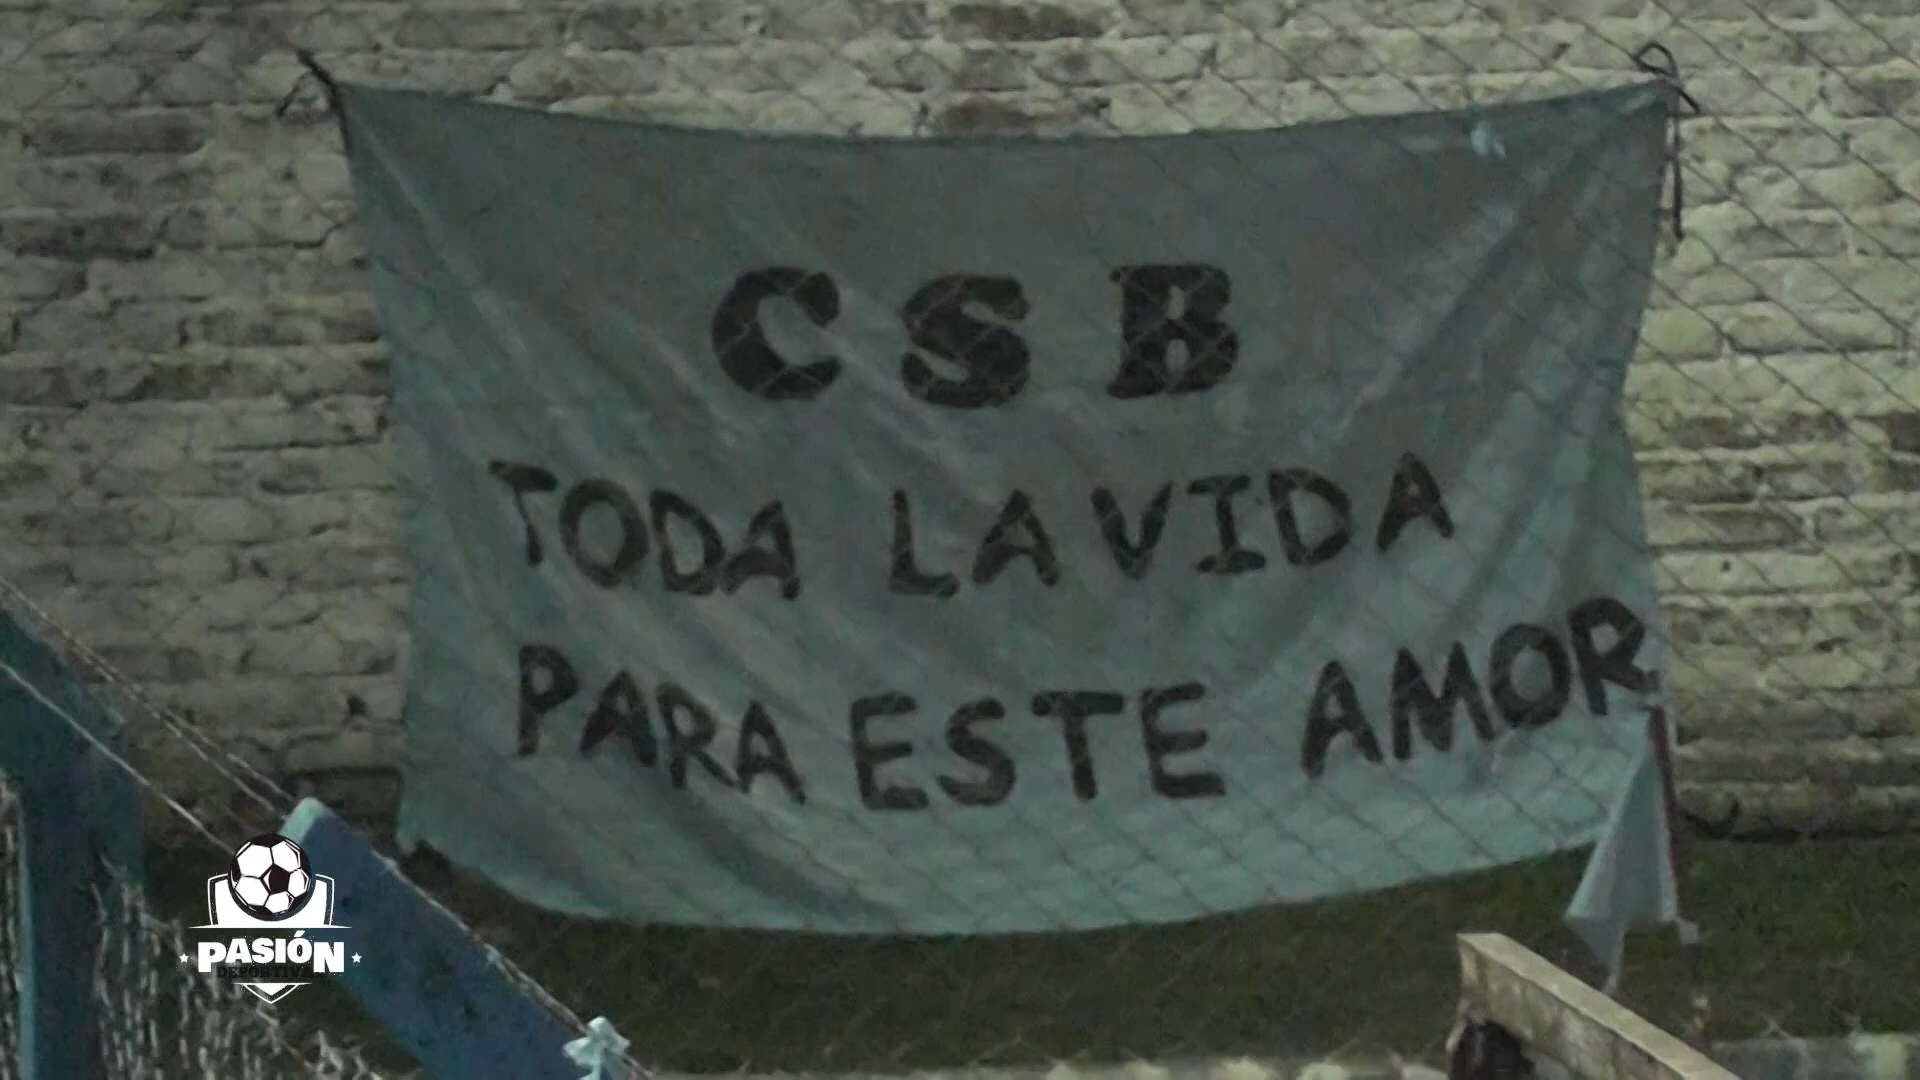 CSB
TODA LA VIDA
PARA ESTE AMOR
PASIÓN
DEPORTIVA